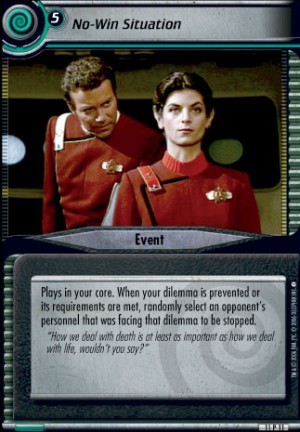 5
No-Win Situation
Event
Plays in your core. When your dilemma is prevented or
its requirements are met, randomly select an opponent's
personnel that was facing that dilemma to be stopped.
"How we deal with death is at least as important as how we deal
with life, wouldn't you say?"
11 P 11